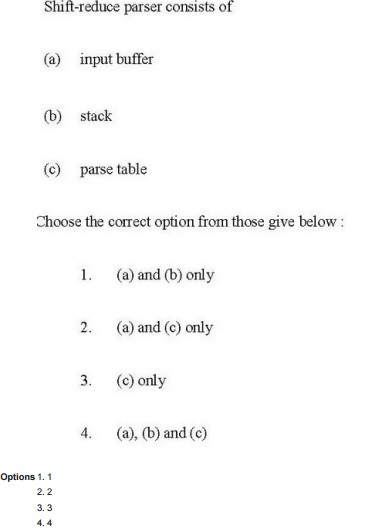 Shift-reduce parser consists of
(a) input buffer
(b) stack
(c) parse table
Choose the correct option from those give below :
1. (a) and (b) only
2. (a) and (c) only
3. (c) only
4. (a), (b) and (c)
Options 1. 1
2. 2
3. 3
4. 4